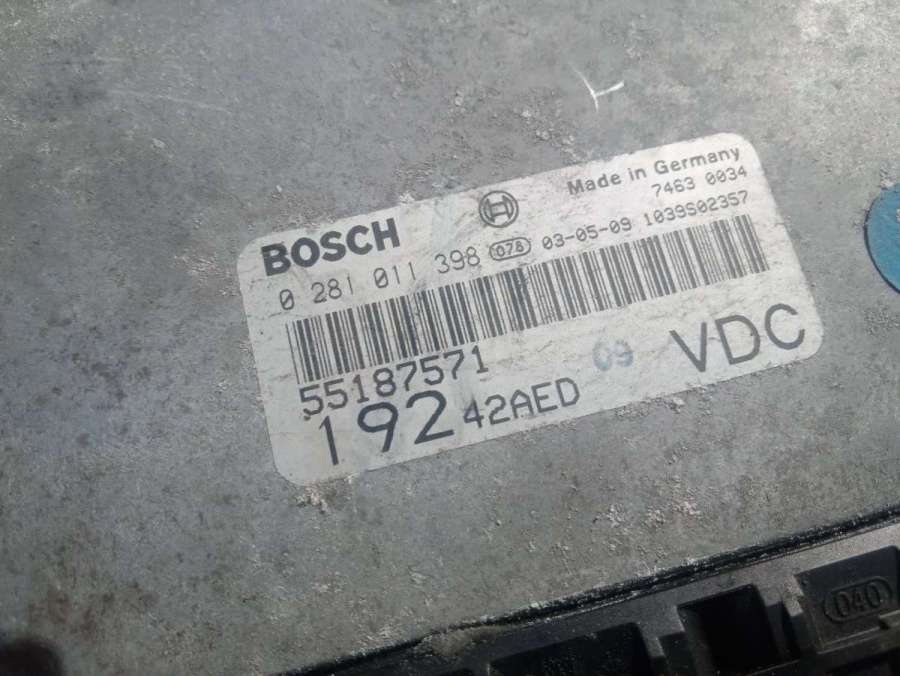 Made in Germany
7463 0034
BOSCH
0 281 011 398 078 03-05-09 1039S02357
55187571
192 42AED 09 VDC
040